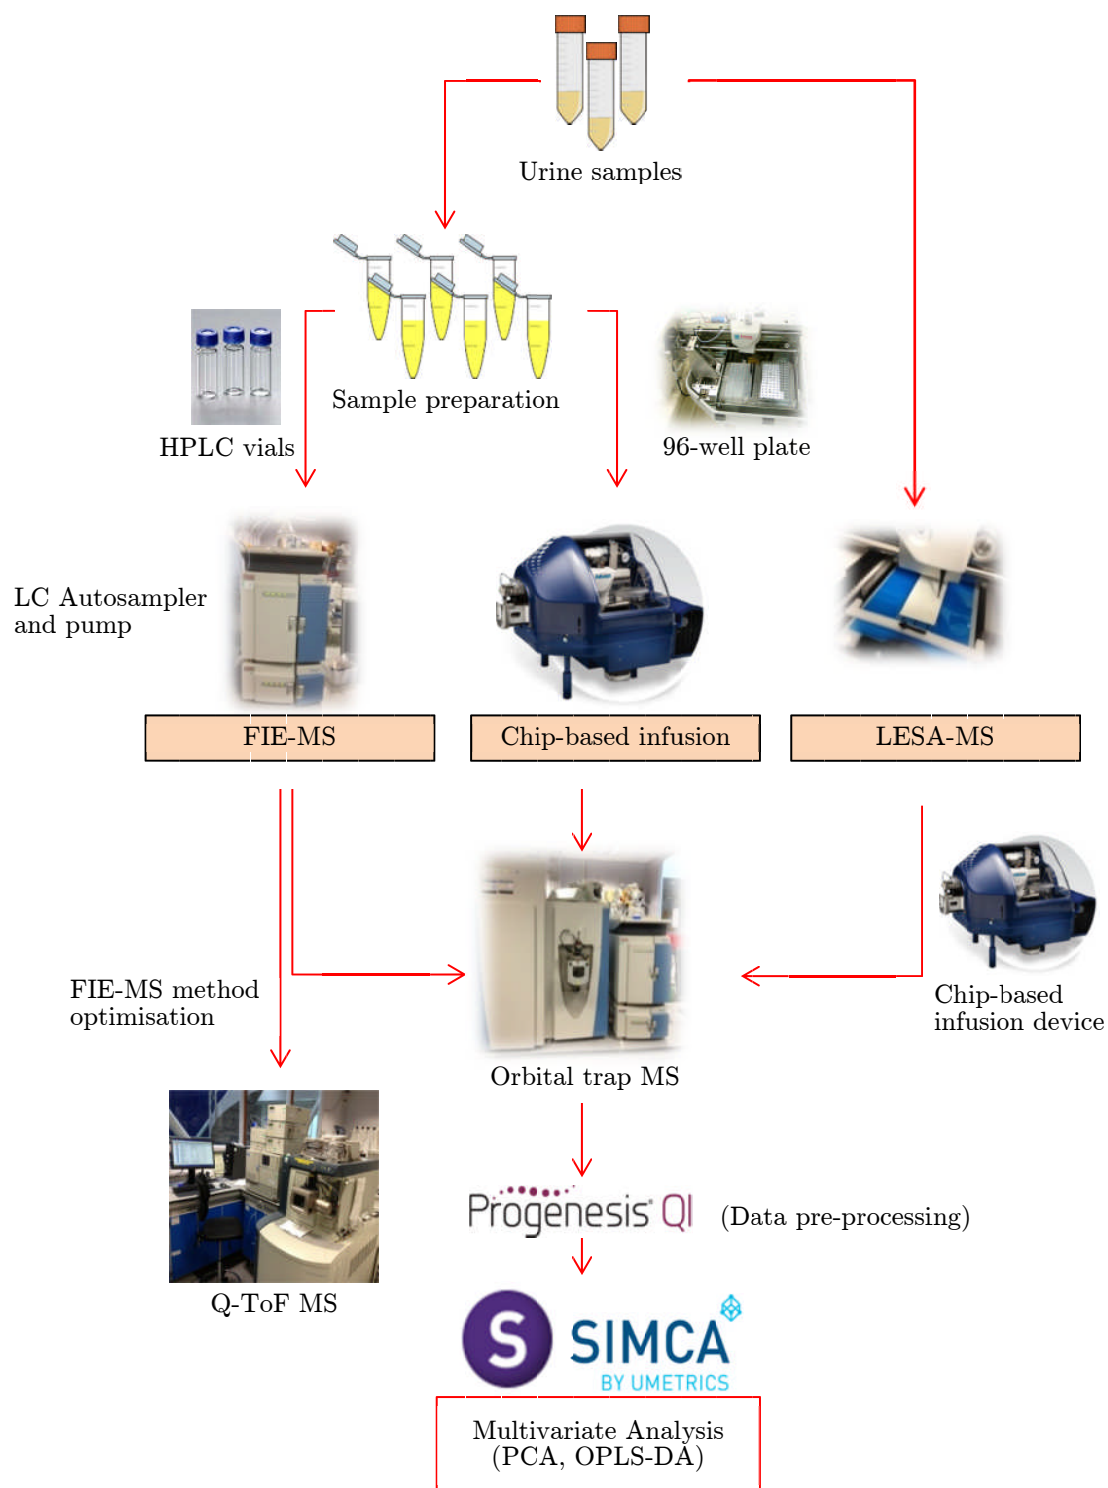 Urine samples
Sample preparation
HPLC vials
96-well plate
LC Autosampler
and pump
FIE-MS
Chip-based infusion
LESA-MS
FIE-MS method
optimisation
Chip-based
infusion device
Orbital trap MS
Progenesis QI
(Data pre-processing)
Q-ToF MS
S
SIMCA
BY UMETRICS
Multivariate Analysis
(PCA, OPLS-DA)